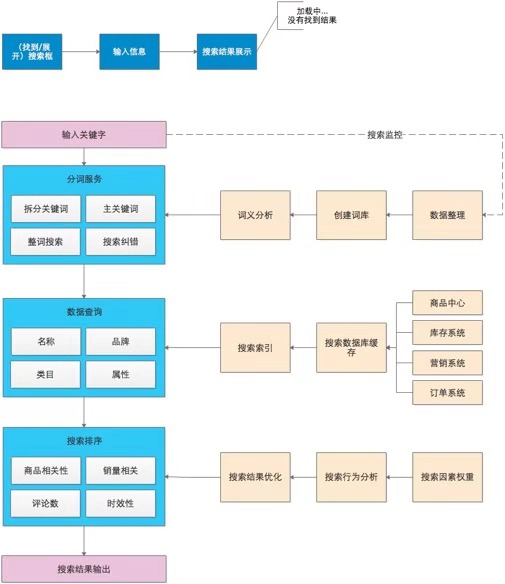 加载中...
没有找到结果
（找到/展
开）搜索框
输入信息
搜索结果展示
输入关键字
搜索监控
分词服务
拆分关键词
主关键词
整词搜索
搜索纠错
词义分析
创建词库
数据整理
数据查询
名称
品牌
类目
属性
搜索索引
搜索数据库缓
存
商品中心
库存系统
营销系统
订单系统
搜索排序
商品相关性
销量相关
评论数
时效性
搜索结果优化
搜索行为分析
搜索因素权重
搜索结果输出